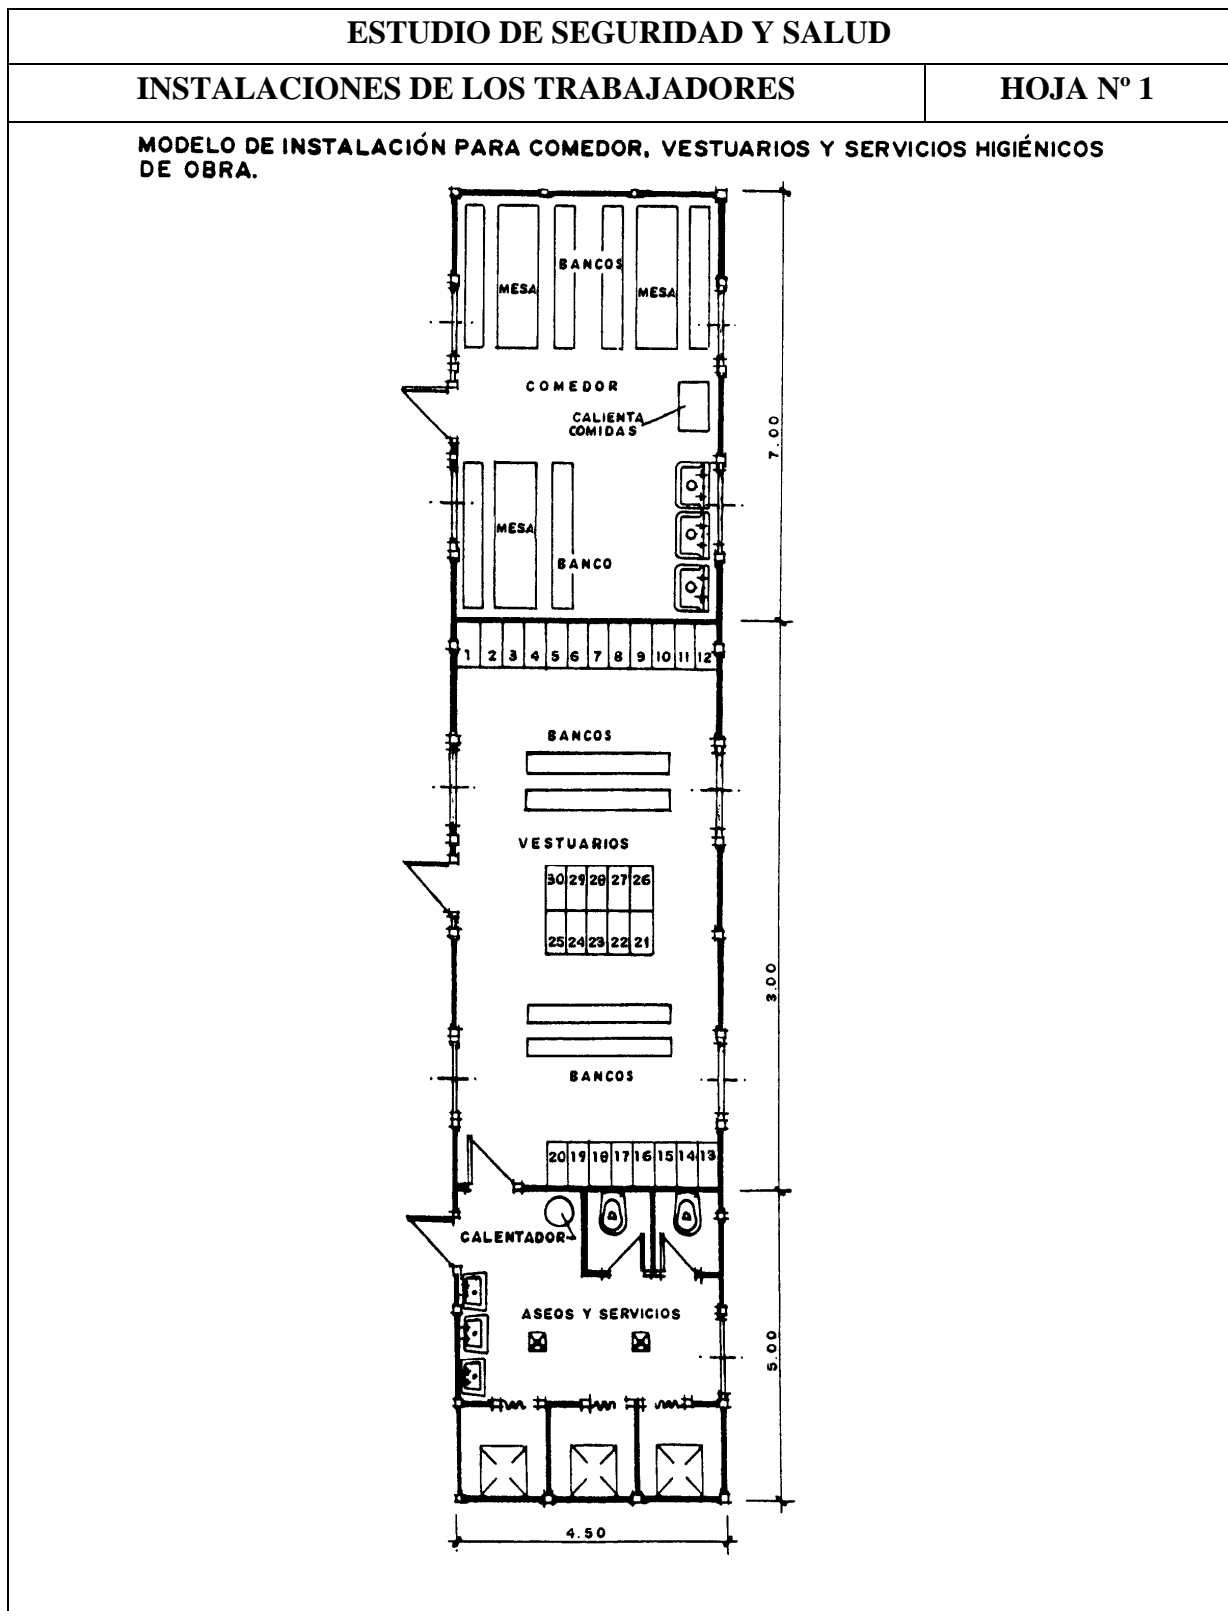 ESTUDIO DE SEGURIDAD Y SALUD
INSTALACIONES DE LOS TRABAJADORES
HOJA Nº 1
MODELO DE INSTALACIÓN PARA COMEDOR, VESTUARIOS Y SERVICIOS HIGIÉNICOS
DE OBRA.
BANCOS
MESA
MESA
COMEDOR
CALIENTA
COMIDAS
7.00
MESA
BANCO
1 2 3 4 5 6 7 8 9 10 11 12
BANCOS
VESTUARIOS
30 29 28 27 26
25 24 23 22 21
3.00
BANCOS
20 19 18 17 16 15 14 13
CALENTADOR
ASEOS Y SERVICIOS
5.00
4.50